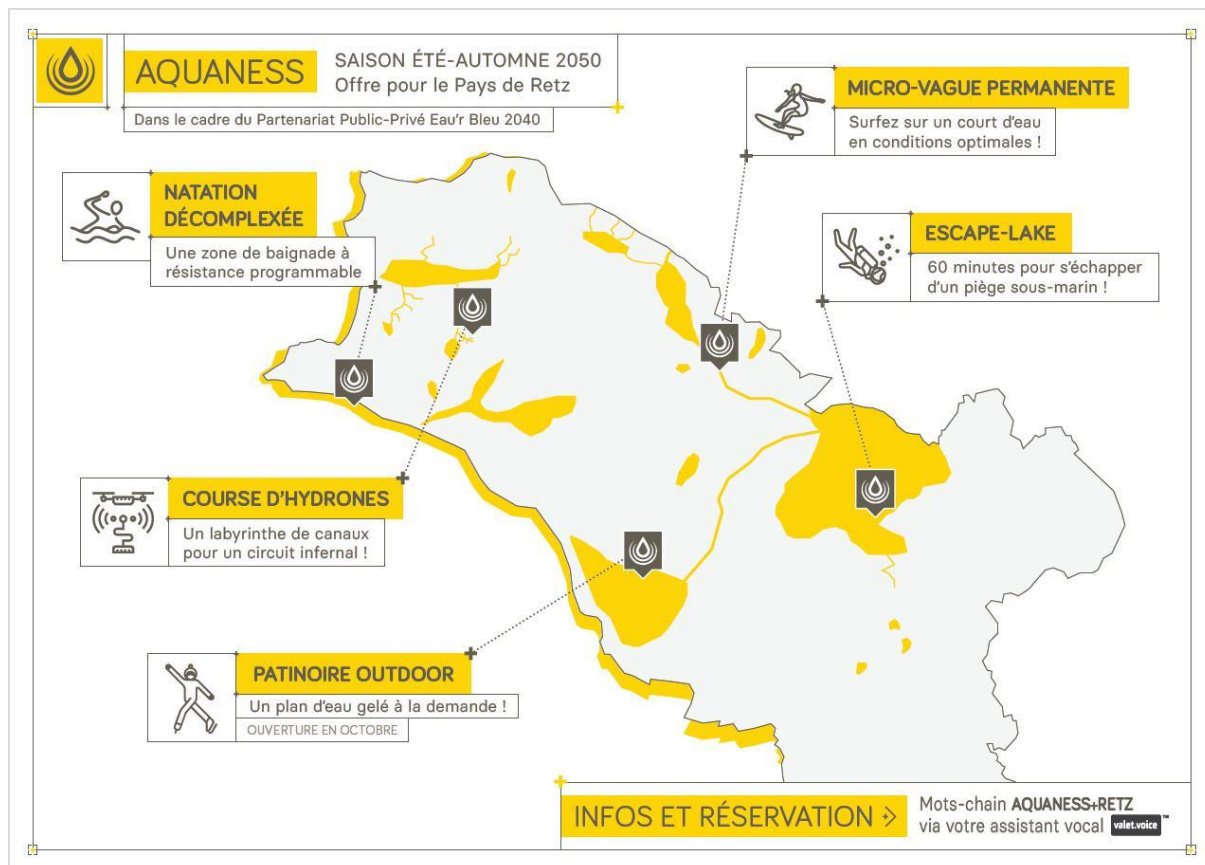 AQUANESS
SAISON ÉTÉ-AUTOMNE 2050
Offre pour le Pays de Retz
Dans le cadre du Partenariat Public-Privé Eau'r Bleu 2040
MICRO-VAGUE PERMANENTE
Surfez sur un court d'eau
en conditions optimales !
NATATION
DÉCOMPLEXÉE
Une zone de baignade à
résistance programmable
ESCAPE-LAKE
60 minutes pour s'échapper
d'un piège sous-marin !
COURSE D'HYDRONES
Un labyrinthe de canaux
pour un circuit infernal !
PATINOIRE OUTDOOR
Un plan d'eau gelé à la demande !
OUVERTURE EN OCTOBRE
INFOS ET RÉSERVATION
Mots-chain AQUANESS+RETZ
via votre assistant vocal valet.voice™